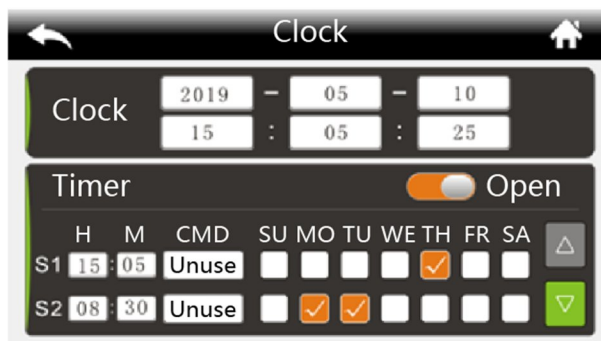 Clock
Clock 2019 - 05 - 10
15 : 05 : 25
Timer Open
H M CMD SU MO TU WE TH FR SA
S1 15:05 Unuse
S2 08:30 Unuse